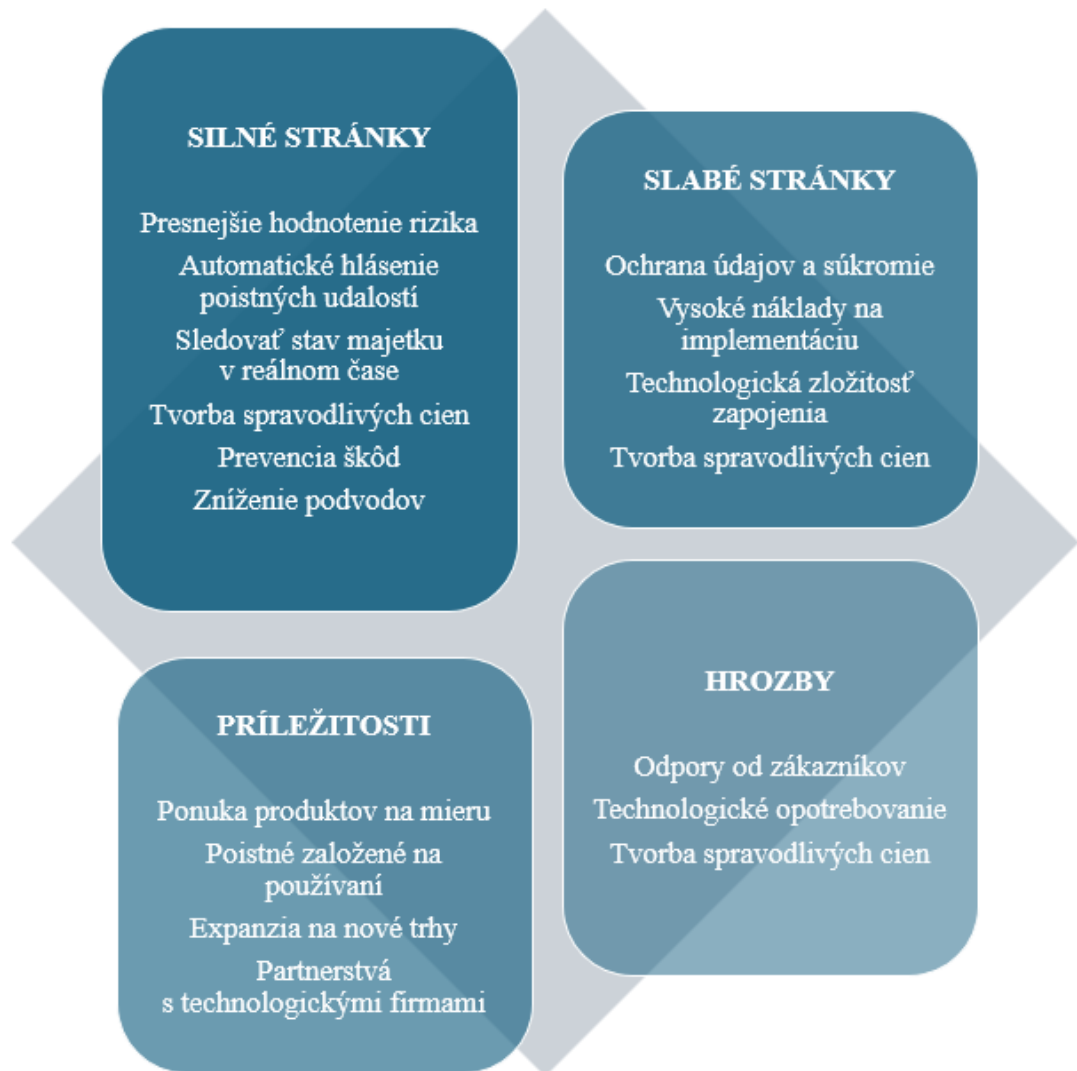 SILNÉ STRÁNKY
Presnejšie hodnotenie rizika
Automatické hlásenie
poistných udalostí
Sledovať stav majetku
v reálnom čase
Tvorba spravodlivých cien
Prevencia škôd
Zníženie podvodov
SLABÉ STRÁNKY
Ochrana údajov a súkromie
Vysoké náklady na
implementáciu
Technologická zložitosť
zapojenia
Tvorba spravodlivých cien
PRÍLEŽITOSTI
Ponuka produktov na mieru
Poistné založené na
používaní
Expanzia na nové trhy
Partnerstvá
s technologickými firmami
HROZBY
Odpory od zákazníkov
Technologické opotrebovanie
Tvorba spravodlivých cien